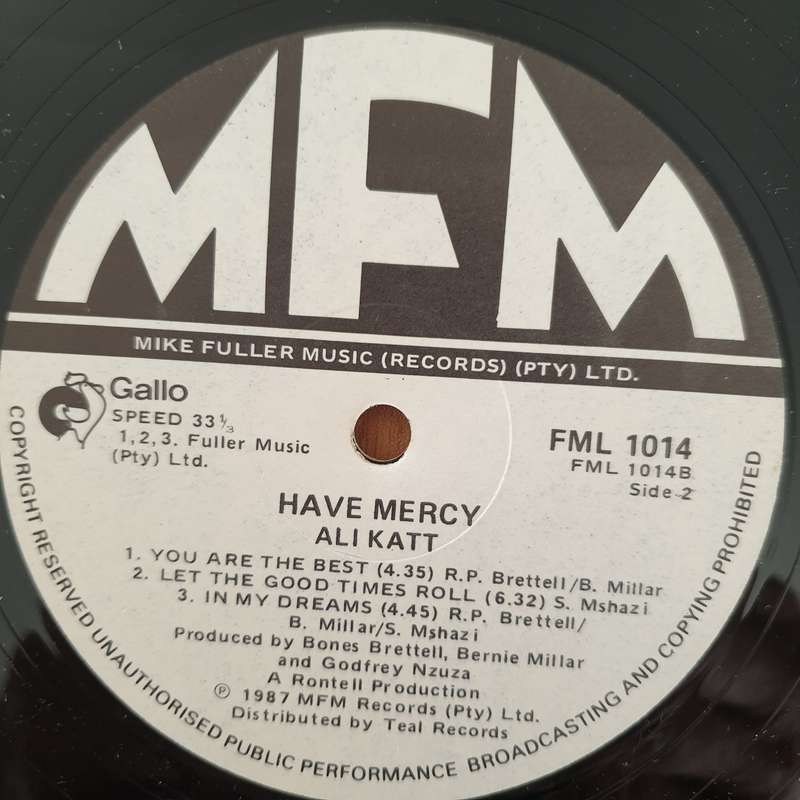 MFM
MIKE FULLER MUSIC (RECORDS) (PTY) LTD.
Gallo
SPEED 33⅓
1,2,3. Fuller Music
(Pty) Ltd.
FML 1014
FML 1014B
Side 2
HAVE MERCY
ALI KATT
1. YOU ARE THE BEST (4.35) R.P. Brettell/B. Millar
2. LET THE GOOD TIMES ROLL (6.32) S. Mshazi
3. IN MY DREAMS (4.45) R.P. Brettell/
B. Millar/S. Mshazi
Produced by Bones Brettell, Bernie Millar
and Godfrey Nzuza
A Rontell Production
℗ 1987 MFM Records (Pty) Ltd.
Distributed by Teal Records
COPYRIGHT RESERVED UNAUTHORISED PUBLIC PERFORMANCE BROADCASTING AND COPYING PROHIBITED